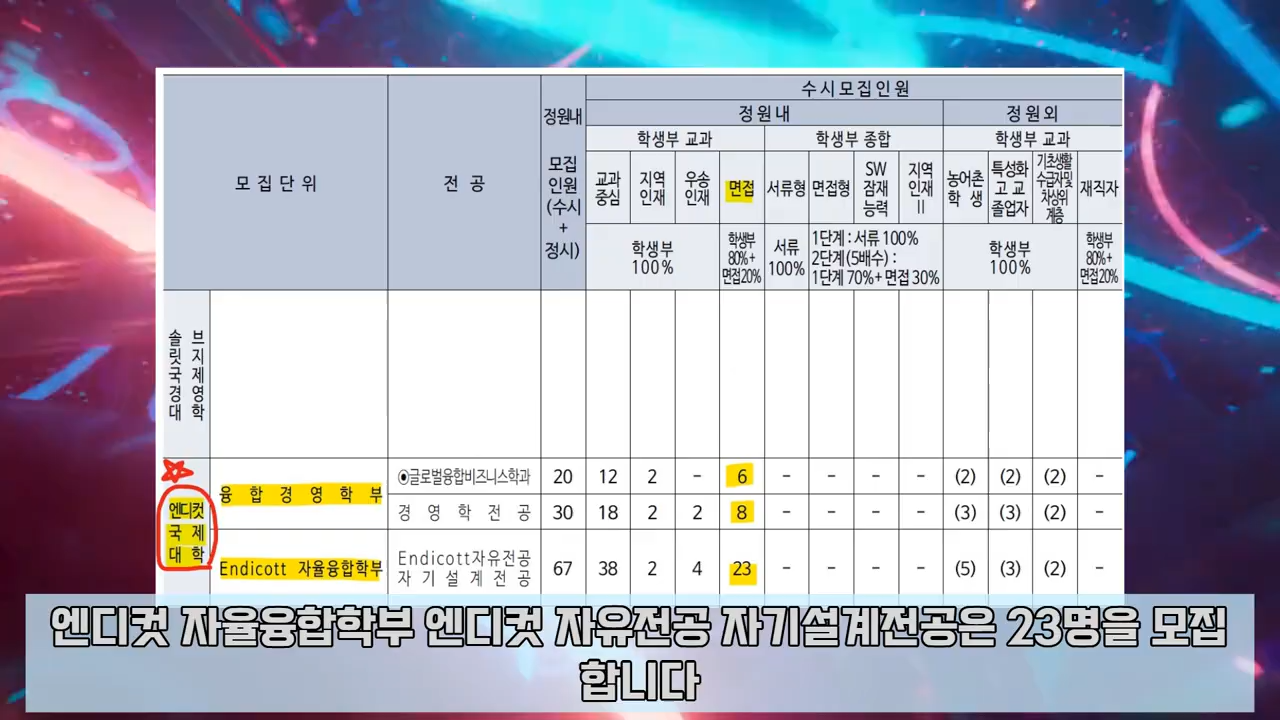 모집단위
전공
정원내
모집
인원
(수시
+
정시)
수시모집인원
정원내
정원외
학생부 교과
학생부 종합
학생부 교과
교과
중심
지역
인재
우송
인재
면접
서류형
면접형
SW
잠재
능력
지역
인재
II
농어촌
학생
특성화
고교
졸업자
기초생활
수급자및
차상위
계층
재직자
학생부
100%
학생부
80%+
면접20%
서류
100%
1단계 : 서류 100%
2단계(5배수) :
1단계 70%+ 면접 30%
학생부
100%
학생부
80%+
면접20%
솔브
릿지
국제
경영
대학
엔디컷
국제
대학
융합경영학부
⦿글로벌융합비즈니스학과 20 12 2 - 6 - - - - (2) (2) (2) -
경영학전공 30 18 2 2 8 - - - - (3) (3) (2) -
Endicott 자율융합학부
Endicott자유전공
자기설계전공
67 38 2 4 23 - - - - (5) (3) (2) -
엔디컷 자율융합학부 엔디컷 자유전공 자기설계전공은 23명을 모집
합니다